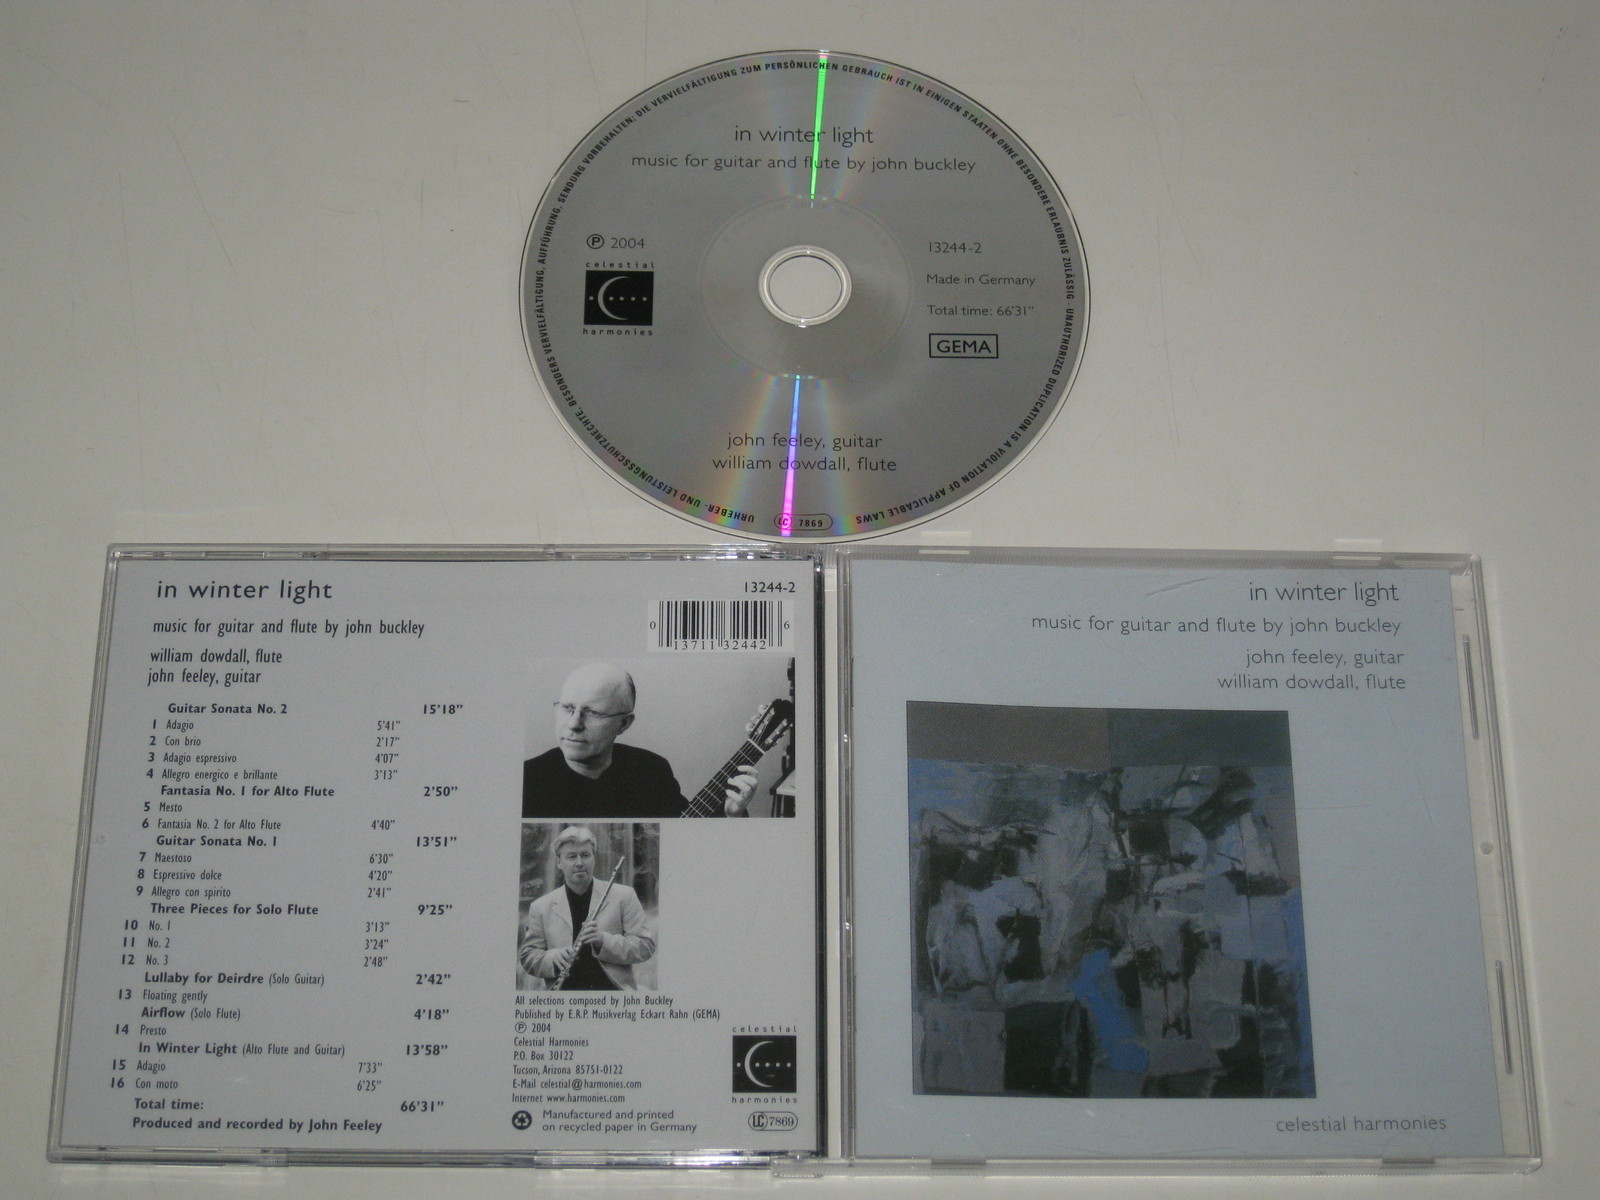 in winter light
music for guitar and flute by john buckley
℗ 2004
celestial
harmonies
13244-2
Made in Germany
Total time: 66'31"
GEMA
john feeley, guitar
william dowdall, flute
URHEBER- UND LEISTUNGSSCHUTZRECHTE, BESONDERS VERVIELFÄLTIGUNG, AUFFÜHRUNG, SENDUNG VORBEHALTEN: DIE VERVIELFÄLTIGUNG ZUM PERSÖNLICHEN GEBRAUCH IST IN EINIGEN STAATEN OHNE BESONDERE ERLAUBNIS ZULÄSSIG · UNAUTHORIZED DUPLICATION IS A VIOLATION OF APPLICABLE LAWS
LC 7869
in winter light
13244-2
music for guitar and flute by john buckley
0 13711 32442 6
william dowdall, flute
john feeley, guitar
Guitar Sonata No. 2 15'18"
1 Adagio 5'41"
2 Con brio 2'17"
3 Adagio espressivo 4'07"
4 Allegro energico e brillante 3'13"
Fantasia No. 1 for Alto Flute 2'50"
5 Mesto
6 Fantasia No. 2 for Alto Flute 4'40"
Guitar Sonata No. 1 13'51"
7 Maestoso 6'30"
8 Espressivo dolce 4'20"
9 Allegro con spirito 2'41"
Three Pieces for Solo Flute 9'25"
10 No. 1 3'13"
11 No. 2 3'24"
12 No. 3 2'48"
Lullaby for Deirdre (Solo Guitar) 2'42"
13 Floating gently
Airflow (Solo Flute) 4'18"
14 Presto
In Winter Light (Alto Flute and Guitar) 13'58"
15 Adagio 7'33"
16 Con moto 6'25"
Total time: 66'31"
Produced and recorded by John Feeley
All selections composed by John Buckley
Published by E.R.P. Musikverlag Eckart Rahn (GEMA)
℗ 2004
Celestial Harmonies
P.O. Box 30122
Tucson, Arizona 85751-0122
E-Mail celestial@harmonies.com
Internet www.harmonies.com
Manufactured and printed
on recycled paper in Germany
celestial
harmonies
LC 7869
in winter light
music for guitar and flute by john buckley
john feeley, guitar
william dowdall, flute
celestial harmonies